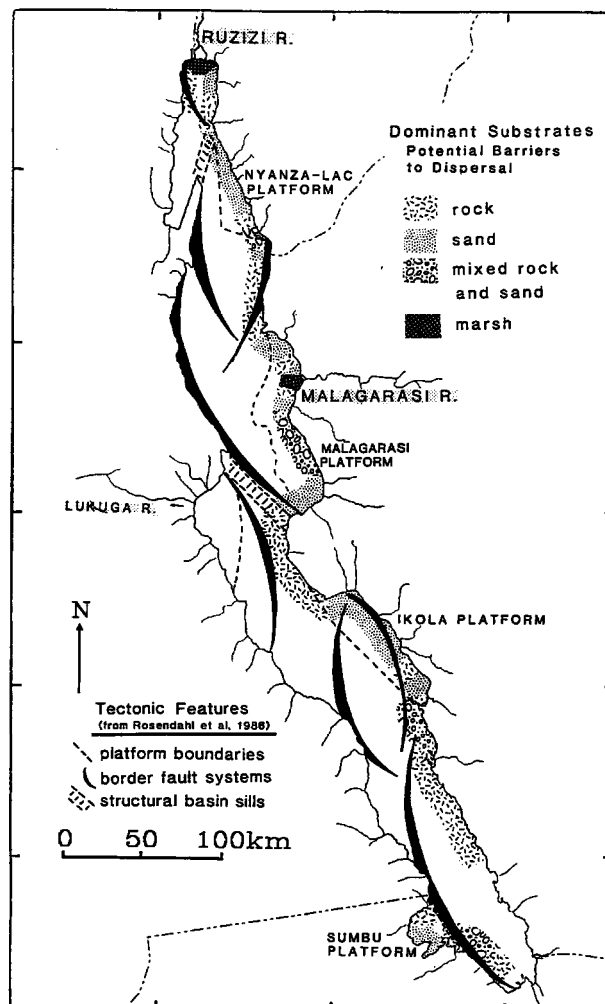 RUZIZI R.
Dominant Substrates
Potential Barriers
to Dispersal
NYANZA-LAC
PLATFORM
rock
sand
mixed rock
and sand
marsh
MALAGARASI R.
MALAGARASI
PLATFORM
LUKUGA R.
N
IKOLA PLATFORM
Tectonic Features
(from Rosendahl et al, 1986)
platform boundaries
border fault systems
structural basin sills
0 50 100km
SUMBU
PLATFORM